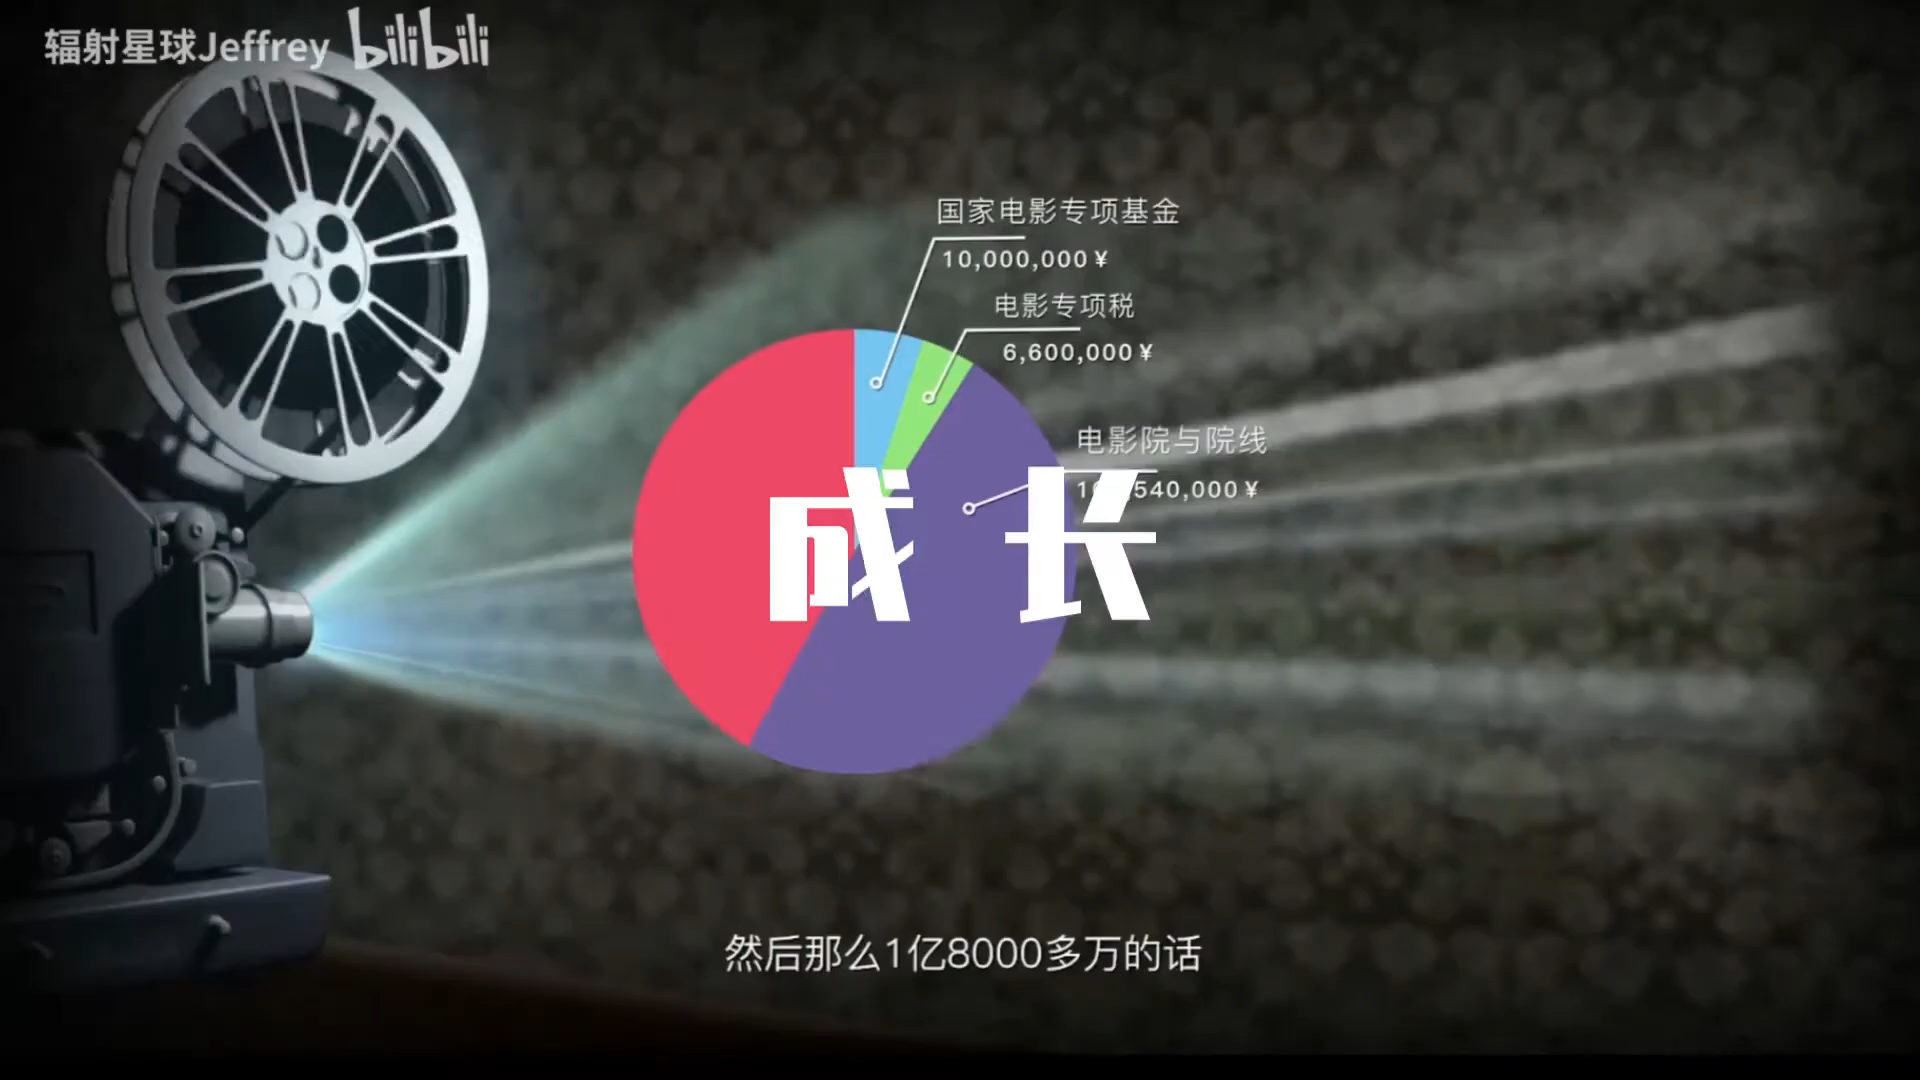 辐射星球Jeffrey bilibili
国家电影专项基金
10,000,000¥
电影专项税
6,600,000¥
电影院与院线
540,000¥
成长
然后那么1亿8000多万的话